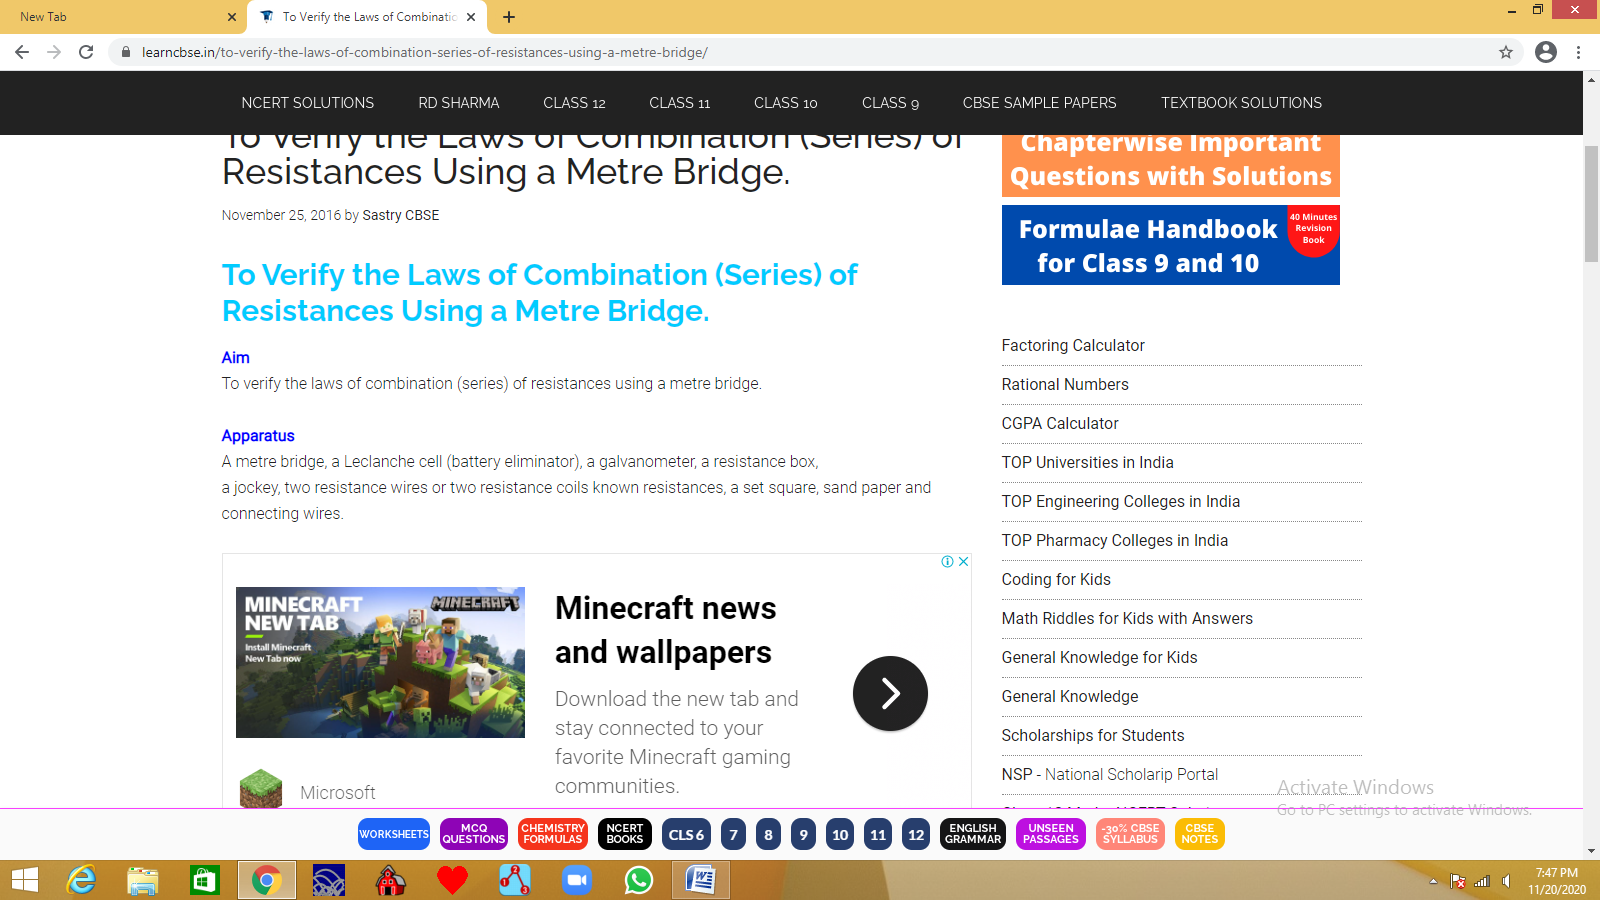 New Tab
To Verify the Laws of Combinatic
learncbse.in/to-verify-the-laws-of-combination-series-of-resistances-using-a-metre-bridge/
NCERT SOLUTIONS RD SHARMA CLASS 12 CLASS 11 CLASS 10 CLASS 9 CBSE SAMPLE PAPERS TEXTBOOK SOLUTIONS
To Verify the Laws of Combination (Series) of
Resistances Using a Metre Bridge.
November 25, 2016 by Sastry CBSE
To Verify the Laws of Combination (Series) of
Resistances Using a Metre Bridge.
Aim
To verify the laws of combination (series) of resistances using a metre bridge.
Apparatus
A metre bridge, a Leclanche cell (battery eliminator), a galvanometer, a resistance box,
a jockey, two resistance wires or two resistance coils known resistances, a set square, sand paper and
connecting wires.
MINECRAFT
NEW TAB
Install Minecraft
New Tab now
MINECRAFT
Minecraft news
and wallpapers
Download the new tab and
stay connected to your
favorite Minecraft gaming
communities.
Microsoft
Chapterwise Important
Questions with Solutions
Formulae Handbook
for Class 9 and 10
40 Minutes
Revision
Book
Factoring Calculator
Rational Numbers
CGPA Calculator
TOP Universities in India
TOP Engineering Colleges in India
TOP Pharmacy Colleges in India
Coding for Kids
Math Riddles for Kids with Answers
General Knowledge for Kids
General Knowledge
Scholarships for Students
NSP - National Scholarip Portal
Activate Windows
Go to PC settings to activate Windows.
WORKSHEETS
MCQ
QUESTIONS
CHEMISTRY
FORMULAS
NCERT
BOOKS
CLS 6 7 8 9 10 11 12
ENGLISH
GRAMMAR
UNSEEN
PASSAGES
-30% CBSE
SYLLABUS
CBSE
NOTES
7:47 PM
11/20/2020